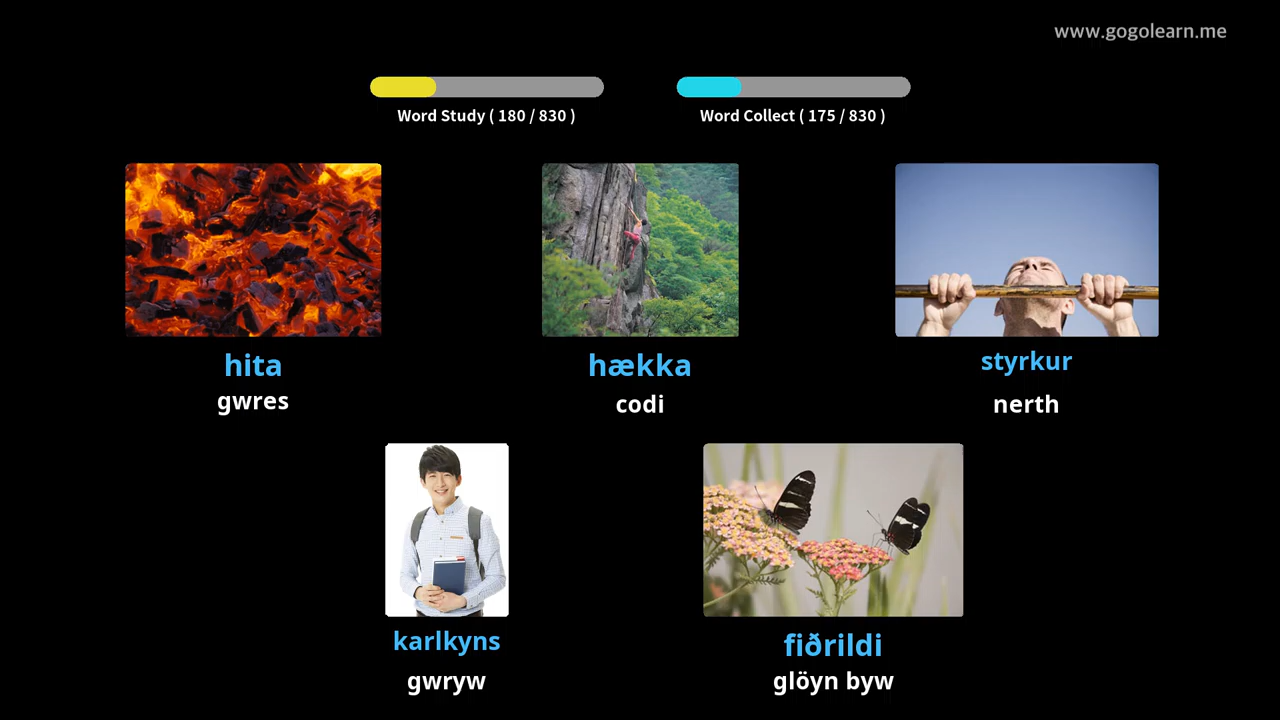 www.gogolearn.me
Word Study ( 180 / 830 )
Word Collect ( 175 / 830 )
hita
gwres
hækka
codi
styrkur
nerth
karlkyns
gwryw
fiðrildi
glöyn byw